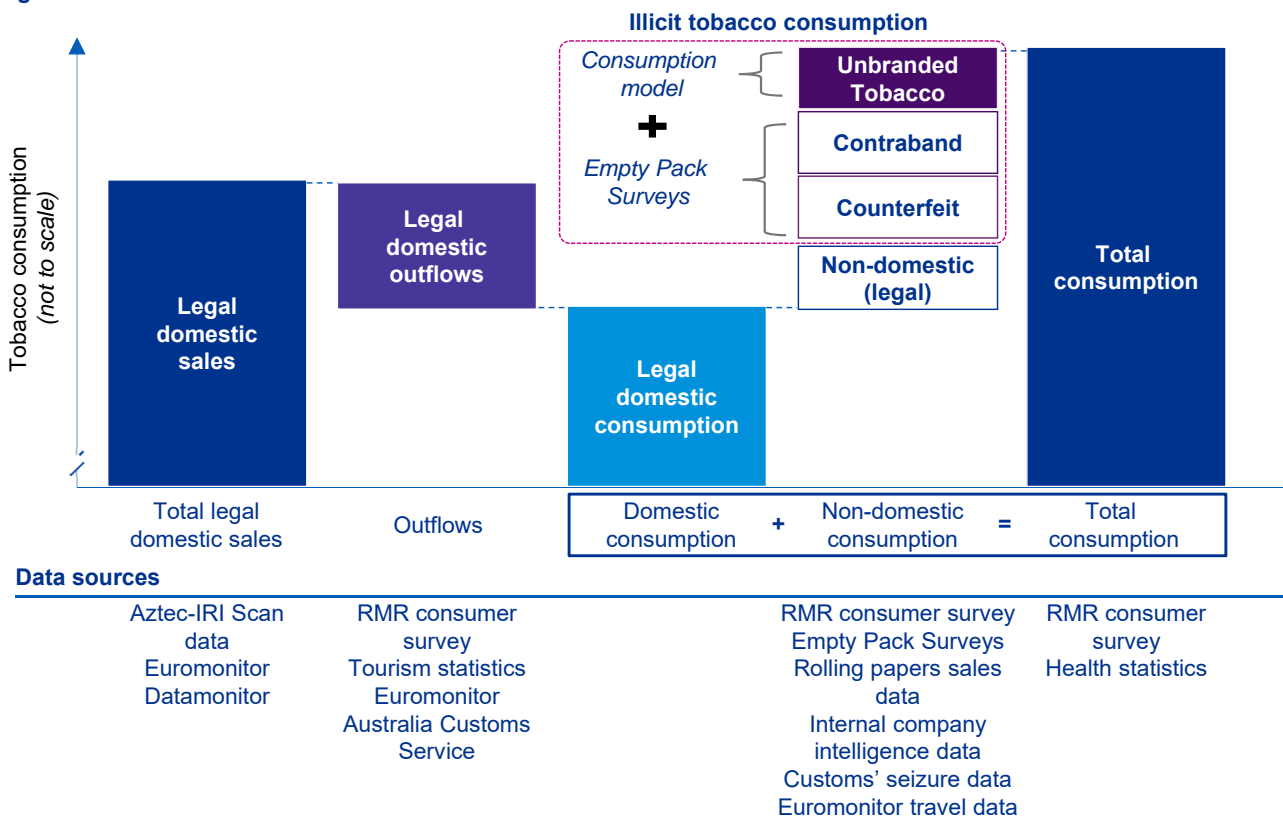 Illicit tobacco consumption
Tobacco consumption
(not to scale)
Consumption
model
+
Empty Pack
Surveys
Unbranded
Tobacco
Contraband
Counterfeit
Non-domestic
(legal)
Legal
domestic
sales
Legal
domestic
outflows
Legal
domestic
consumption
Total
consumption
Total legal
domestic sales
Outflows
Domestic
consumption
+
Non-domestic
consumption
=
Total
consumption
Data sources
Aztec-IRI Scan
data
Euromonitor
Datamonitor
RMR consumer
survey
Tourism statistics
Euromonitor
Australia Customs
Service
RMR consumer survey
Empty Pack Surveys
Rolling papers sales
data
Internal company
intelligence data
Customs’ seizure data
Euromonitor travel data
RMR consumer
survey
Health statistics